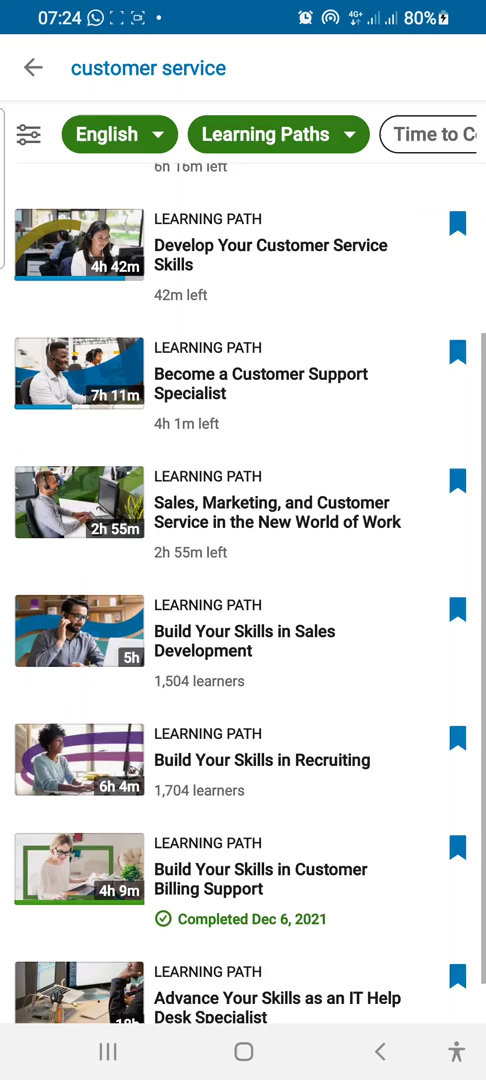 07:24
4G+
80%
customer service
English
Learning Paths
Time to C
6h 16m left
LEARNING PATH
Develop Your Customer Service
Skills
4h 42m
42m left
LEARNING PATH
Become a Customer Support
Specialist
7h 11m
4h 1m left
LEARNING PATH
Sales, Marketing, and Customer
Service in the New World of Work
2h 55m
2h 55m left
LEARNING PATH
Build Your Skills in Sales
Development
5h
1,504 learners
LEARNING PATH
Build Your Skills in Recruiting
6h 4m
1,704 learners
LEARNING PATH
Build Your Skills in Customer
Billing Support
4h 9m
Completed Dec 6, 2021
LEARNING PATH
Advance Your Skills as an IT Help
Desk Specialist